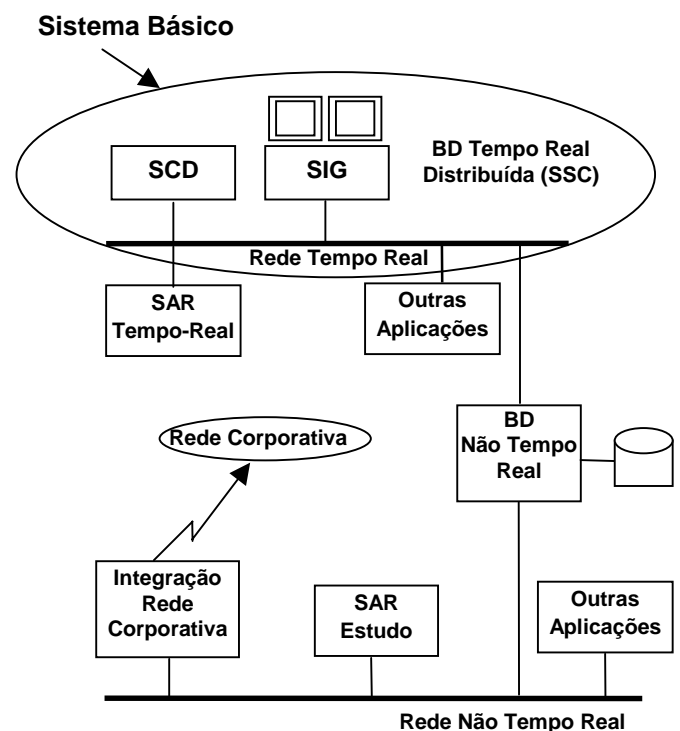 Sistema Básico
SCD
SIG
BD Tempo Real
Distribuída (SSC)
Rede Tempo Real
SAR
Tempo-Real
Outras
Aplicações
Rede Corporativa
BD
Não Tempo
Real
Integração
Rede
Corporativa
SAR
Estudo
Outras
Aplicações
Rede Não Tempo Real